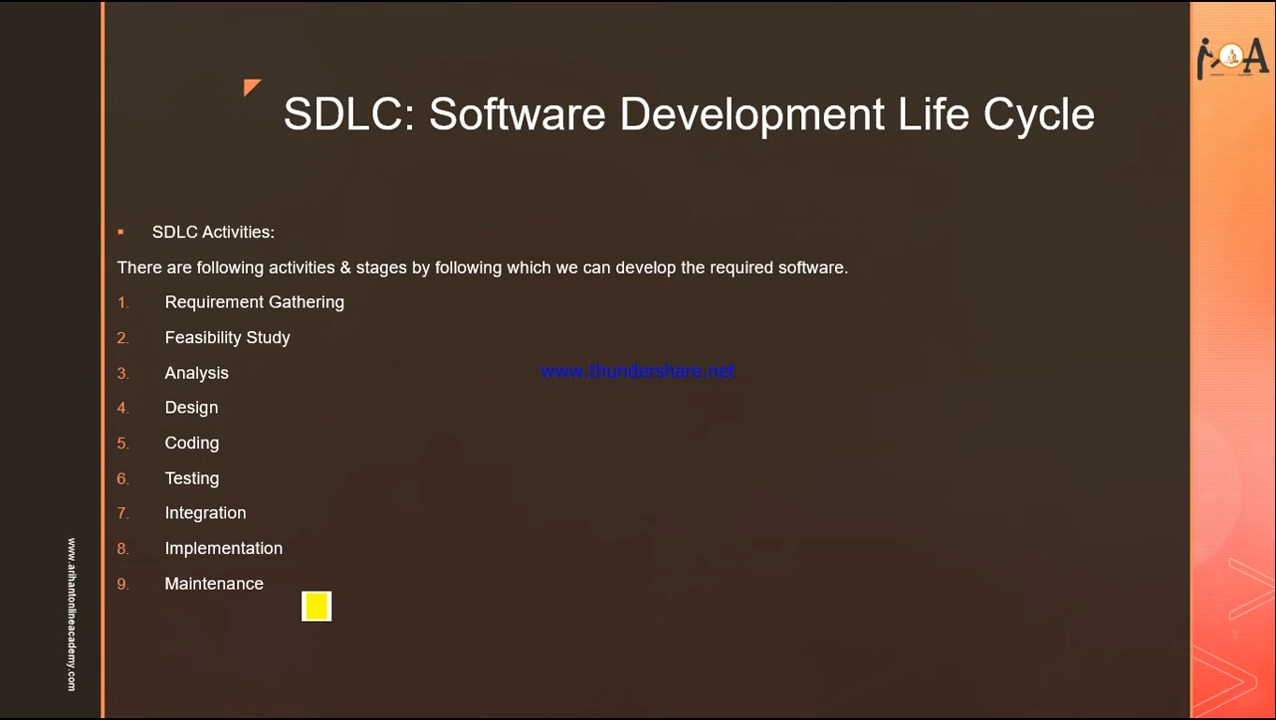 SDLC: Software Development Life Cycle
▪ SDLC Activities:
There are following activities & stages by following which we can develop the required software.
1. Requirement Gathering
2. Feasibility Study
3. Analysis
www.thundershare.net
4. Design
5. Coding
6. Testing
7. Integration
8. Implementation
9. Maintenance
www.arihantonlineacademy.com